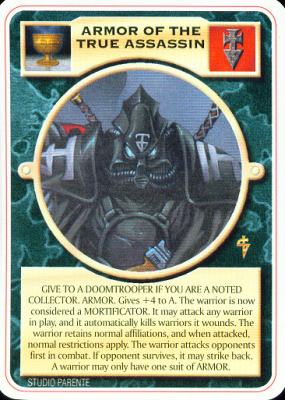 ARMOR OF THE
TRUE ASSASSIN
GIVE TO A DOOMTROOPER IF YOU ARE A NOTED
COLLECTOR. ARMOR. Gives +4 to A. The warrior is now
considered a MORTIFICATOR. It may attack any warrior
in play, and it automatically kills warriors it wounds. The
warrior retains normal affiliations, and when attacked,
normal restrictions apply. The warrior attacks opponents
first in combat. If opponent survives, it may strike back.
A warrior may only have one suit of ARMOR.
STUDIO PARENTE